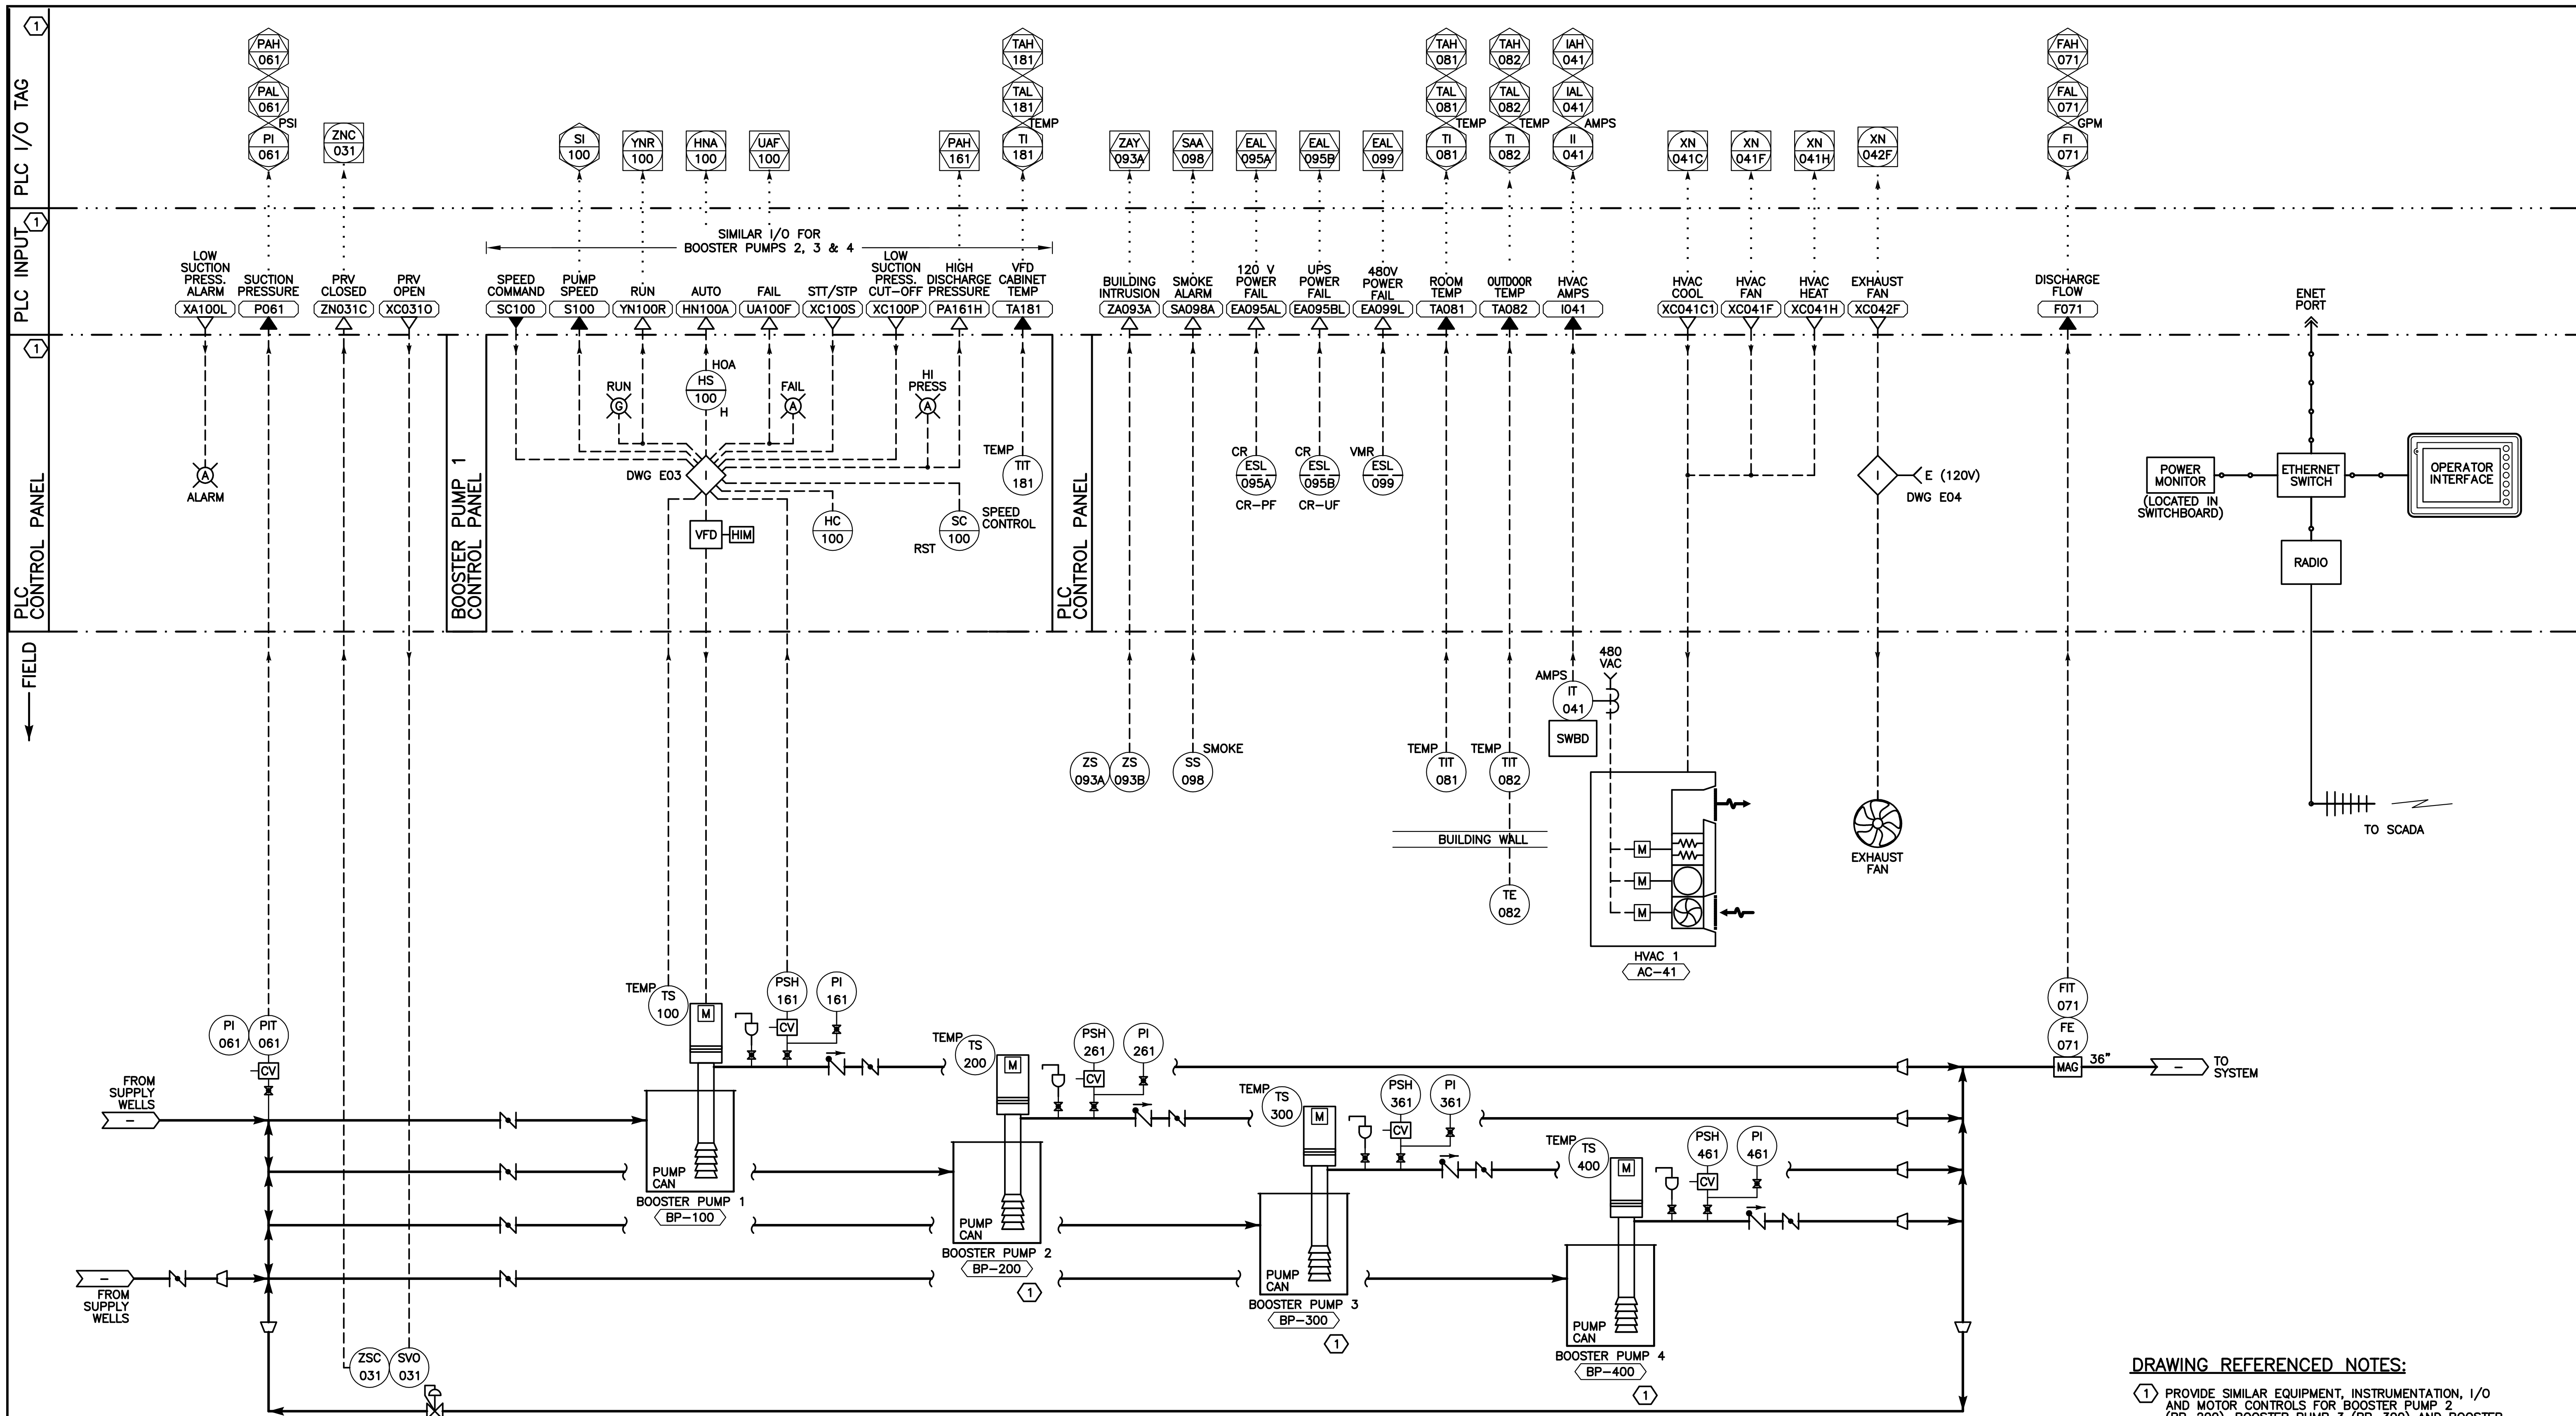 PLC I/O TAG
1
PAH 061
PAL 061
PSI
PI 061
ZNC 031
SI 100
YNR 100
HNA 100
UAF 100
PAH 161
TAH 181
TAL 181
TEMP
TI 181
ZAY 093A
SAA 098
EAL 095A
EAL 095B
EAL 099
TAH 081
TAL 081
TEMP
TI 081
TAH 082
TAL 082
TEMP
TI 082
IAH 041
IAL 041
AMPS
II 041
XN 041C
XN 041F
XN 041H
XN 042F
FAH 071
FAL 071
GPM
FI 071
PLC INPUT
1
SIMILAR I/O FOR
BOOSTER PUMPS 2, 3 & 4
LOW
SUCTION
PRESS.
ALARM
XA100L
SUCTION
PRESSURE
P061
PRV
CLOSED
ZN031C
PRV
OPEN
XC031O
SPEED
COMMAND
SC100
PUMP
SPEED
S100
RUN
YN100R
AUTO
HN100A
FAIL
UA100F
STT/STP
XC100S
LOW
SUCTION
PRESS.
CUT-OFF
XC100P
HIGH
DISCHARGE
PRESSURE
PA161H
VFD
CABINET
TEMP
TA181
BUILDING
INTRUSION
ZA093A
SMOKE
ALARM
SA098A
120 V
POWER
FAIL
EA095AL
UPS
POWER
FAIL
EA095BL
480V
POWER
FAIL
EA099L
ROOM
TEMP
TA081
OUTDOOR
TEMP
TA082
HVAC
AMPS
I041
HVAC
COOL
XC041C1
HVAC
FAN
XC041F
HVAC
HEAT
XC041H
EXHAUST
FAN
XC042F
DISCHARGE
FLOW
F071
ENET
PORT
PLC
CONTROL PANEL
1
A
ALARM
BOOSTER PUMP 1
CONTROL PANEL
RUN
G
HOA
HS 100
H
FAIL
A
HI
PRESS
A
DWG E03
I
VFD
HIM
HC 100
SC 100
SPEED
CONTROL
RST
TEMP
TIT 181
PLC
CONTROL PANEL
CR
ESL 095A
CR-PF
CR
ESL 095B
CR-UF
VMR
ESL 099
I
E (120V)
DWG E04
POWER
MONITOR
(LOCATED IN
SWITCHBOARD)
ETHERNET
SWITCH
OPERATOR
INTERFACE
RADIO
TO SCADA
FIELD
ZS 093A
ZS 093B
SMOKE
SS 098
TEMP
TIT 081
TEMP
TIT 082
BUILDING WALL
TE 082
AMPS
IT 041
SWBD
480
VAC
M
M
M
HVAC 1
AC-41
EXHAUST
FAN
FIT 071
FE 071
MAG
36"
TO
SYSTEM
PI 061
PIT 061
CV
FROM
SUPPLY
WELLS
FROM
SUPPLY
WELLS
ZSC 031
SVO 031
TEMP
TS 100
M
PSH 161
CV
PI 161
PUMP
CAN
BOOSTER PUMP 1
BP-100
TEMP
TS 200
M
PSH 261
CV
PI 261
PUMP
CAN
BOOSTER PUMP 2
BP-200
1
TEMP
TS 300
M
PSH 361
CV
PI 361
PUMP
CAN
BOOSTER PUMP 3
BP-300
1
TEMP
TS 400
M
PSH 461
CV
PI 461
PUMP
CAN
BOOSTER PUMP 4
BP-400
1
DRAWING REFERENCED NOTES:
1 PROVIDE SIMILAR EQUIPMENT, INSTRUMENTATION, I/O
AND MOTOR CONTROLS FOR BOOSTER PUMP 2
(BP-200), BOOSTER PUMP 3 (BP-300) AND BOOSTER